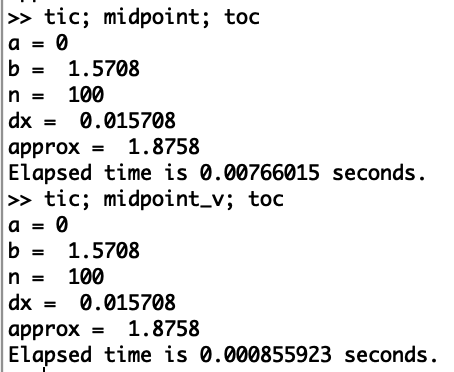 >> tic; midpoint; toc
a = 0
b =  1.5708
n =  100
dx =  0.015708
approx =  1.8758
Elapsed time is 0.00766015 seconds.
>> tic; midpoint_v; toc
a = 0
b =  1.5708
n =  100
dx =  0.015708
approx =  1.8758
Elapsed time is 0.000855923 seconds.